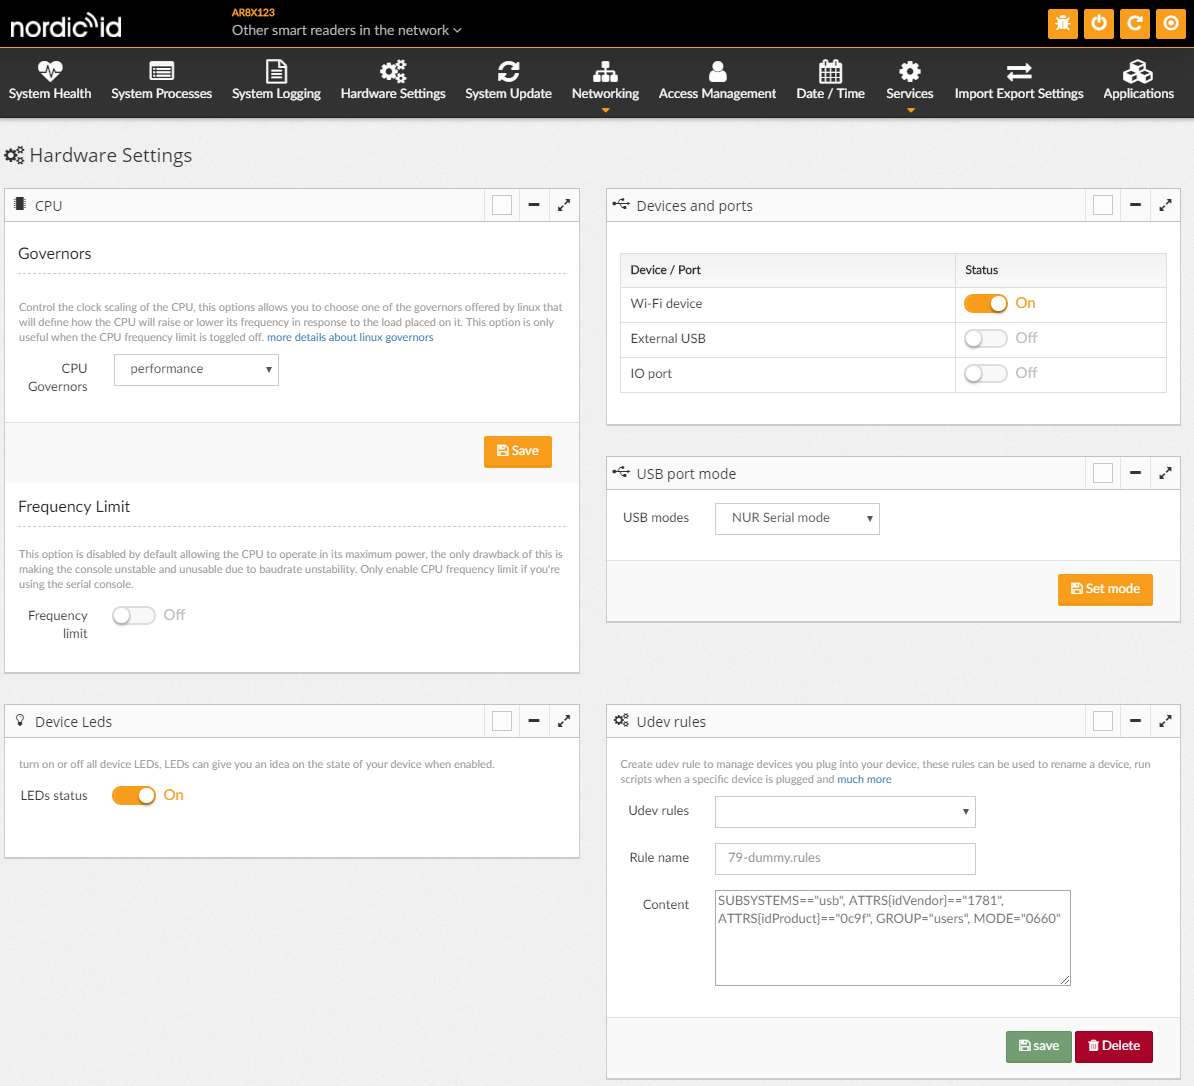 nordic id
AR8X123
Other smart readers in the network
System Health
System Processes
System Logging
Hardware Settings
System Update
Networking
Access Management
Date / Time
Services
Import Export Settings
Applications
Hardware Settings
CPU
Governors
Control the clock scaling of the CPU, this options allows you to choose one of the governors offered by linux that
will define how the CPU will raise or lower its frequency in response to the load placed on it. This option is only
useful when the CPU frequency limit is toggled off. more details about linux governors
CPU
Governors
performance
Save
Frequency Limit
This option is disabled by default allowing the CPU to operate in its maximum power, the only drawback of this is
making the console unstable and unusable due to baudrate unstability. Only enable CPU frequency limit if you're
using the serial console.
Frequency
limit
Off
Device Leds
turn on or off all device LEDs, LEDs can give you an idea on the state of your device when enabled.
LEDs status
On
Devices and ports
Device / Port
Status
Wi-Fi device
On
External USB
Off
IO port
Off
USB port mode
USB modes
NUR Serial mode
Set mode
Udev rules
Create udev rule to manage devices you plug into your device, these rules can be used to rename a device, run
scripts when a specific device is plugged and much more
Udev rules
Rule name
79-dummy.rules
Content
SUBSYSTEMS=="usb", ATTRS{idVendor}=="1781",
ATTRS{idProduct}=="0c9f", GROUP="users", MODE="0660"
save
Delete